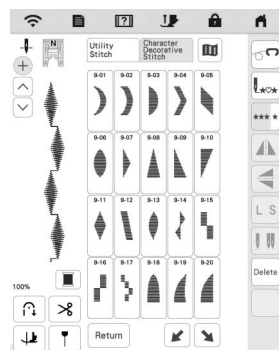 N
Utility Stitch
Character Decorative Stitch
9-01 9-02 9-03 9-04 9-05
9-06 9-07 9-08 9-09 9-10
9-11 9-12 9-13 9-14 9-15
9-16 9-17 9-18 9-19 9-20
L S
Delete
100%
Return